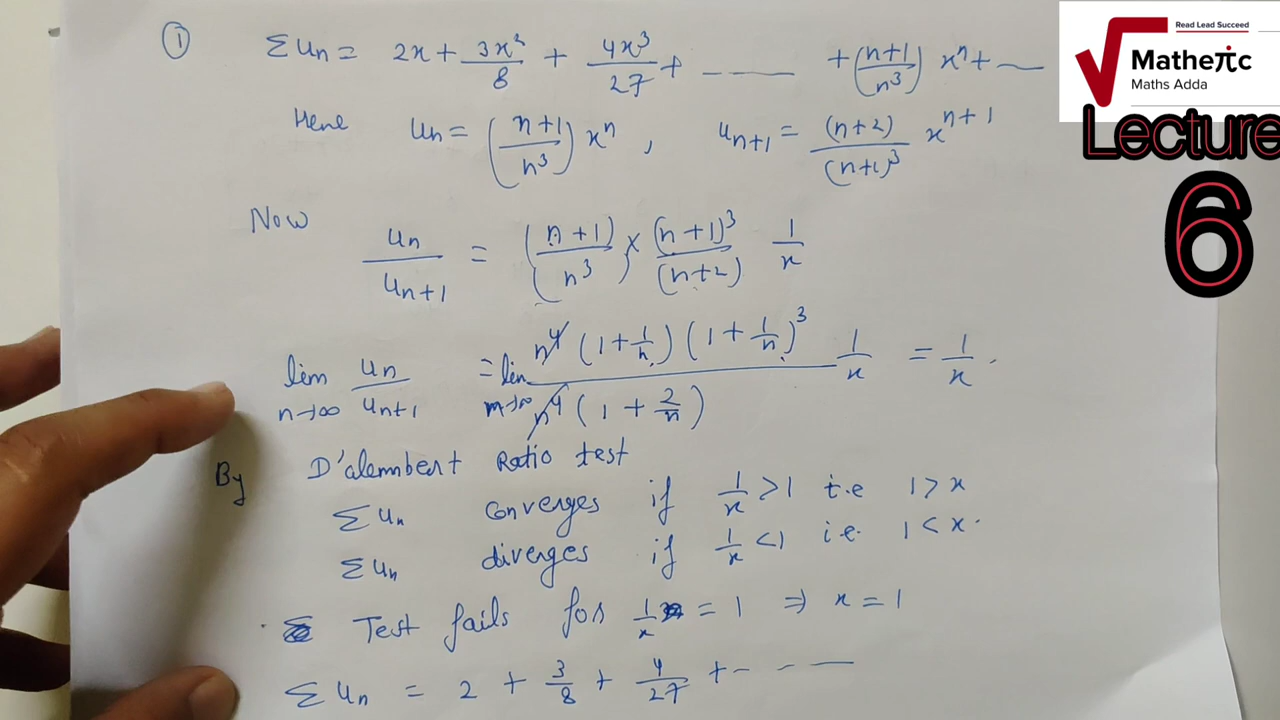 ① Σ un = 2x + 3x²/8 + 4x³/27 + ------ + ((n+1)/n³) xⁿ + ---
Here un = ((n+1)/n³) xⁿ , un+1 = (n+2)/(n+1)³ xⁿ⁺¹
Now un/un+1 = ((n+1)/n³) × (n+1)³/(n+2) 1/x
lim n→∞ un/un+1 = lim n→∞ n⁴(1+1/n)(1+1/n)³/n⁴(1+2/n) 1/x = 1/x .
By D'alembert Ratio test
Σ un converges if 1/x >1 i.e 1 > x
Σ un diverges if 1/x <1 i.e. 1 < x.
Test fails for 1/x = 1 ⇒ x = 1
Σ un = 2 + 3/8 + 4/27 + - - —
Read Lead Succeed
Matheπc
Maths Adda
Lecture
6